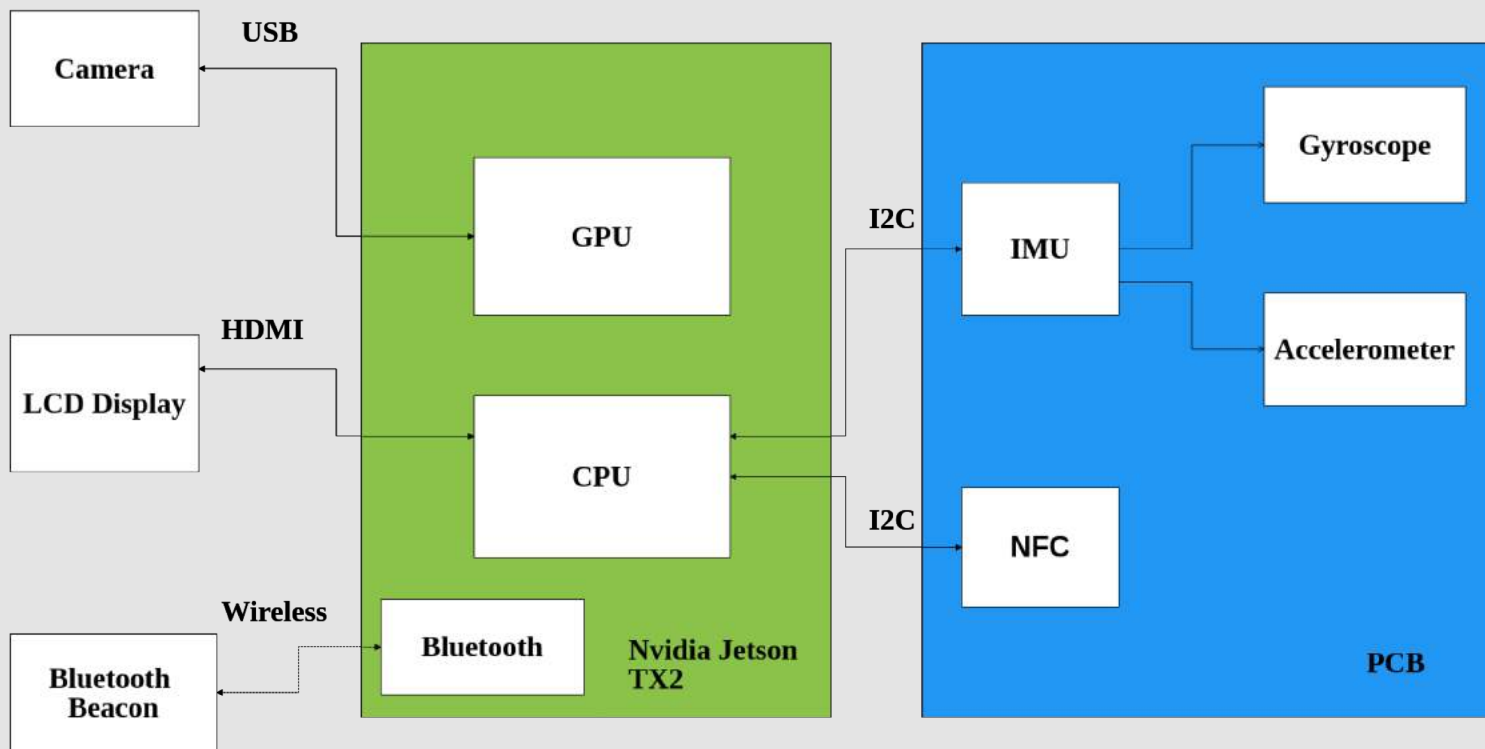 USB
Camera
Gyroscope
I2C
GPU
IMU
HDMI
Accelerometer
LCD Display
CPU
I2C
NFC
Wireless
Bluetooth
Nvidia Jetson
TX2
PCB
Bluetooth
Beacon